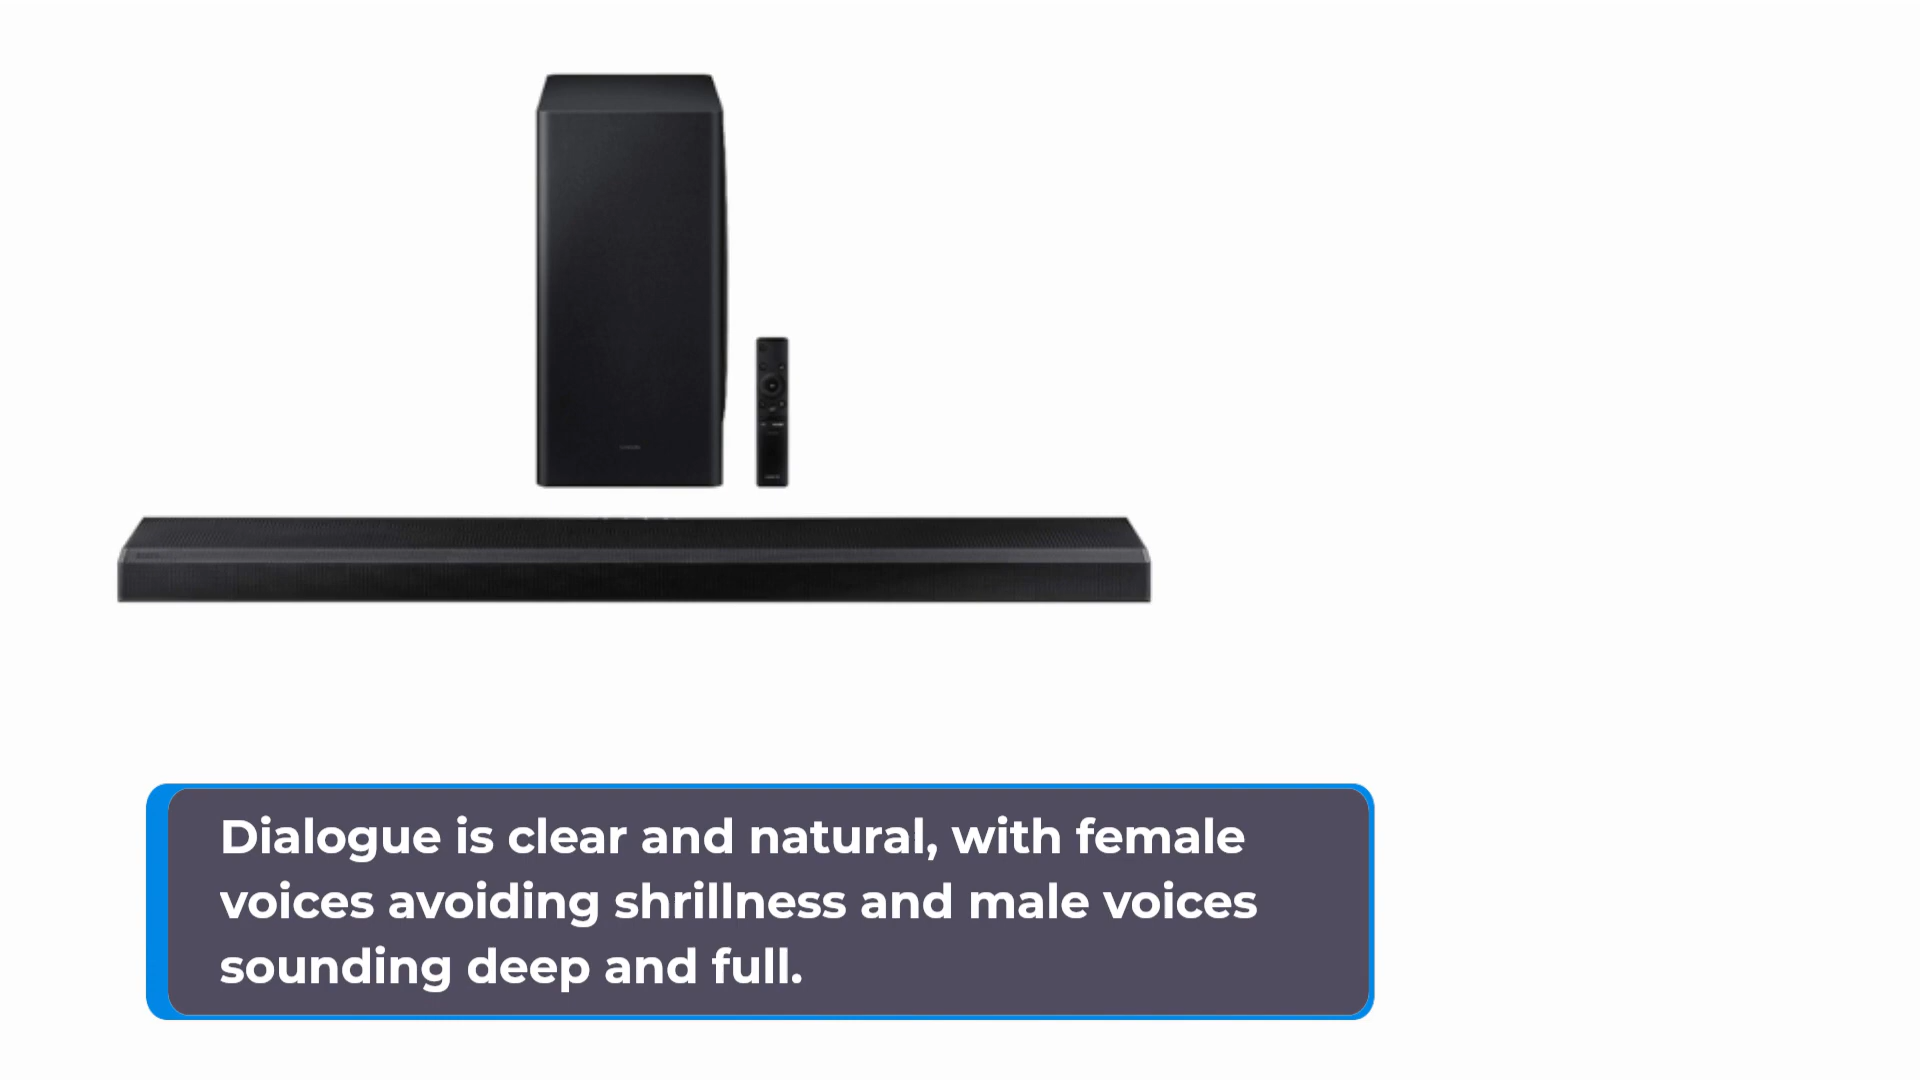 Dialogue is clear and natural, with female
voices avoiding shrillness and male voices
sounding deep and full.